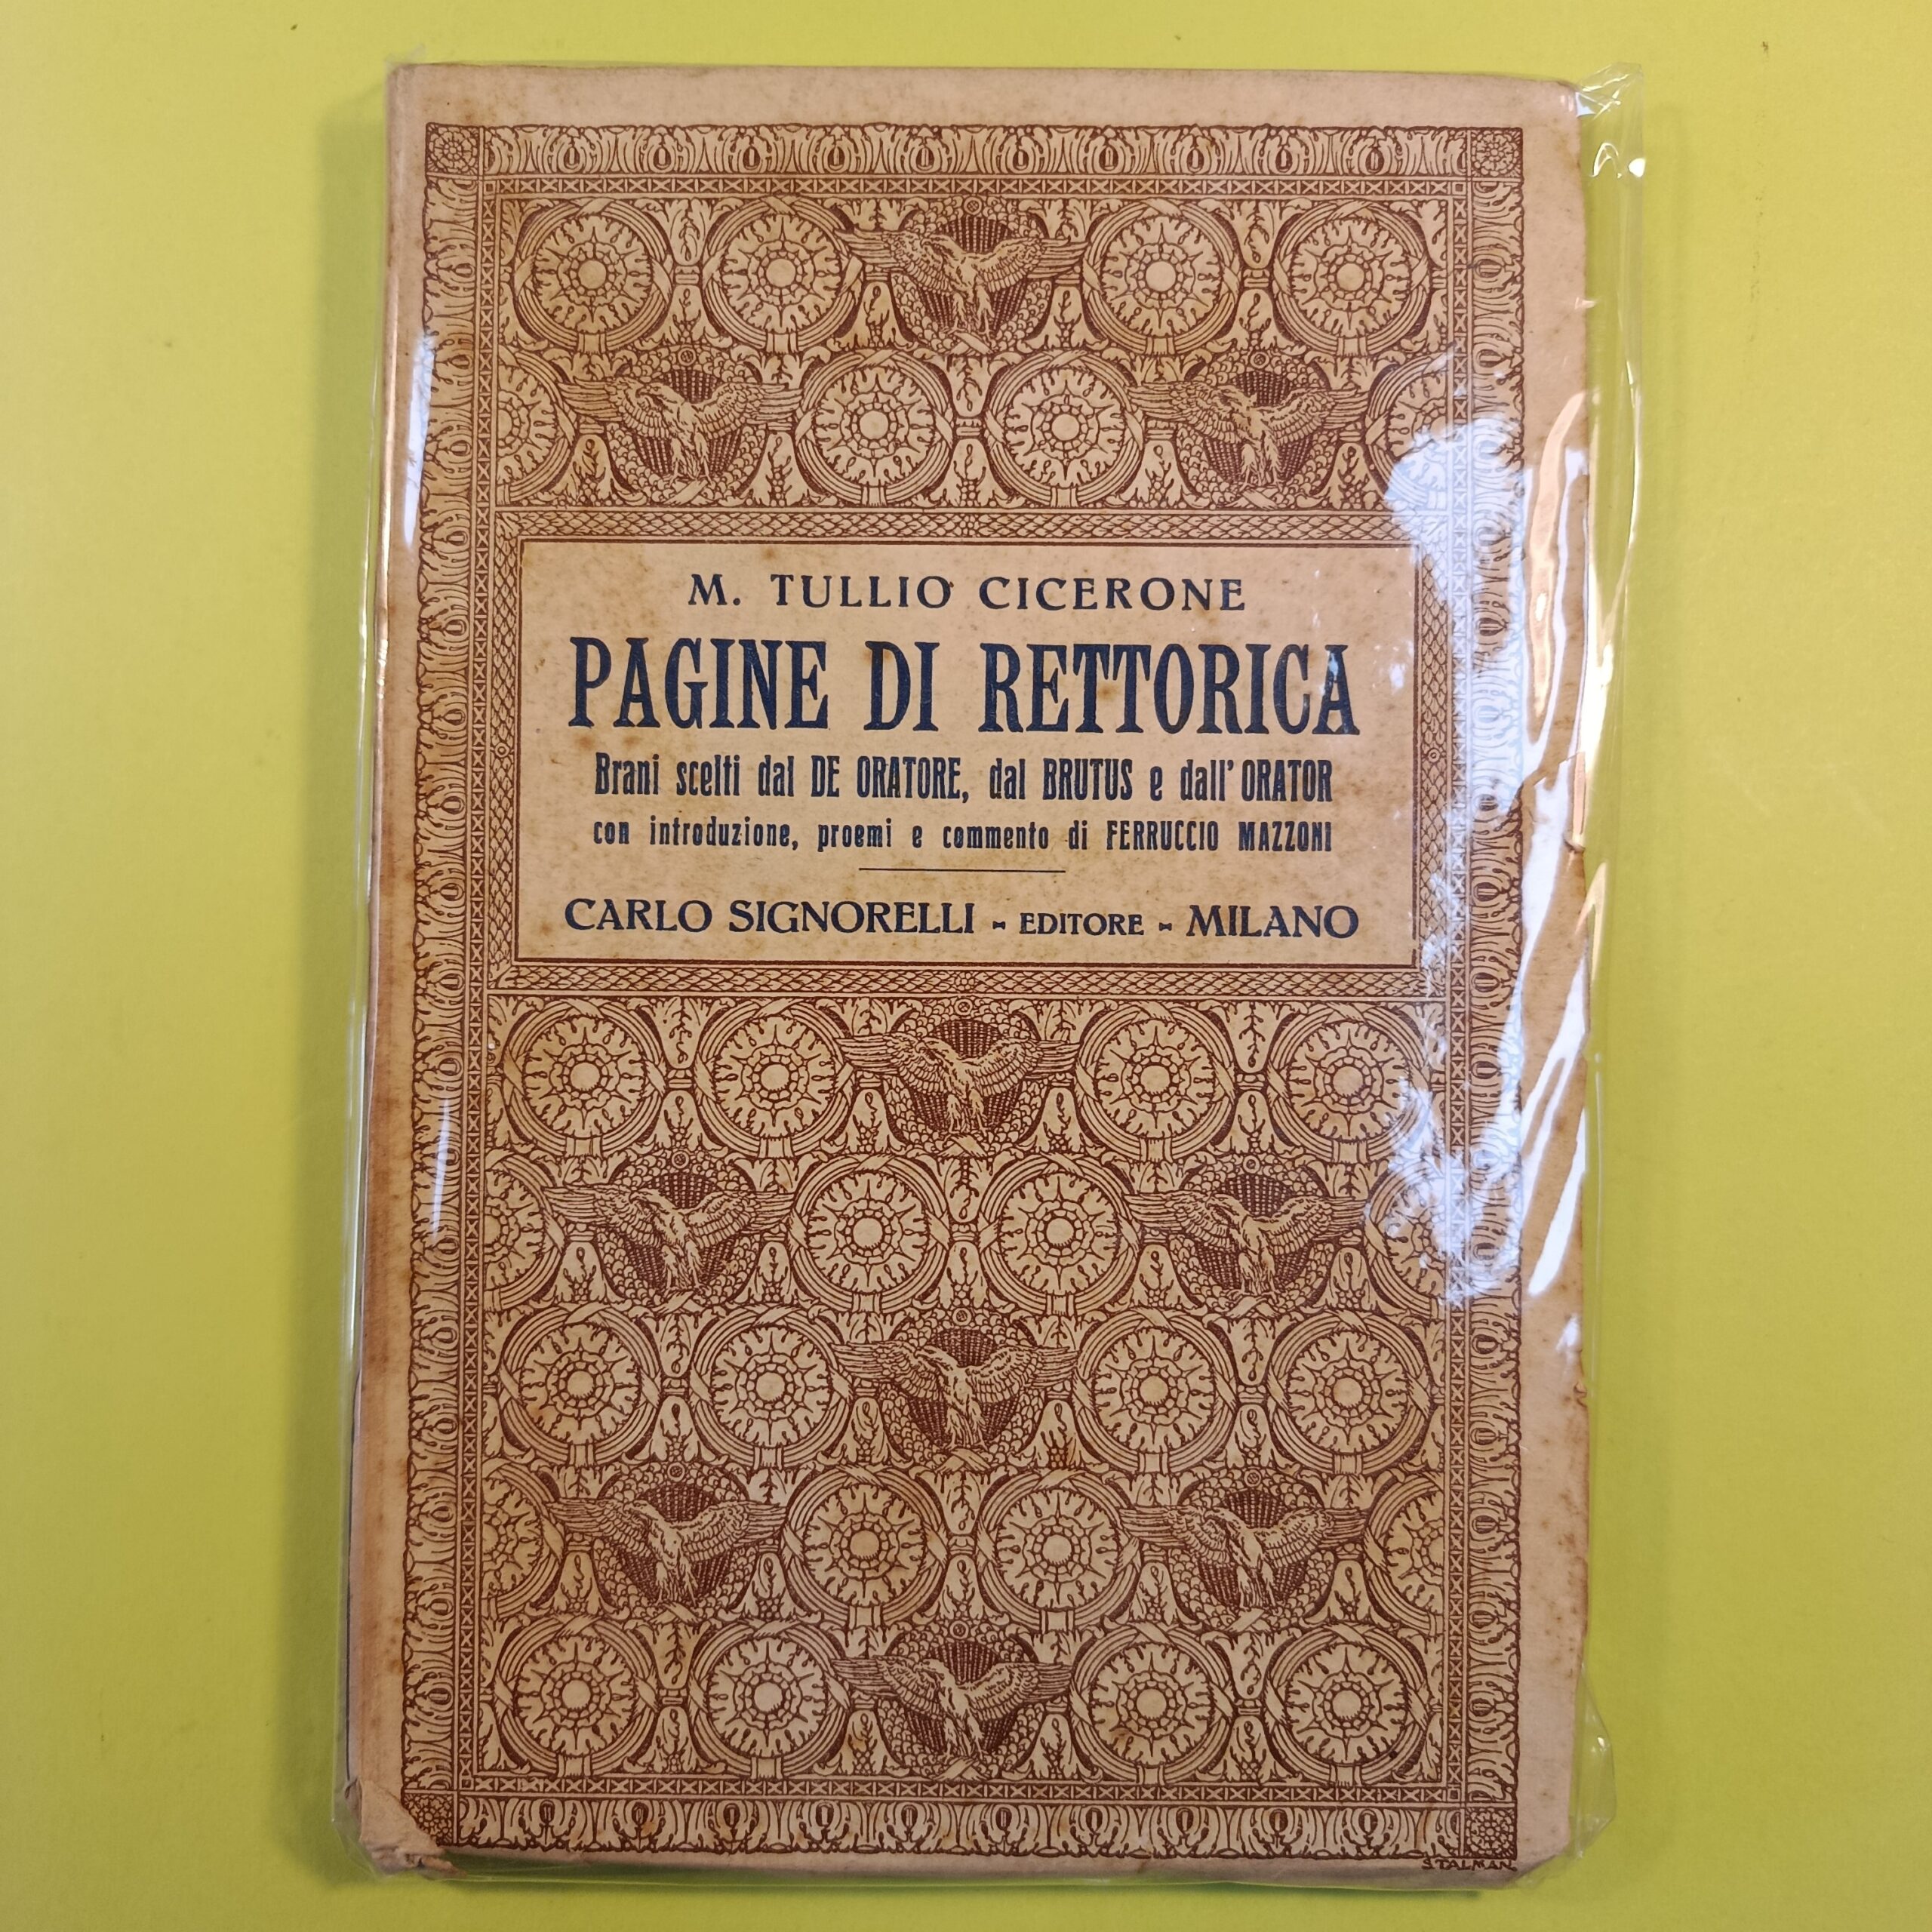 M. TULLIO CICERONE
PAGINE DI RETTORICA
Brani scelti dal DE ORATORE, dal BRUTUS e dall' ORATOR
con introduzione, proemi e commento di FERRUCCIO MAZZONI
CARLO SIGNORELLI - EDITORE - MILANO
STALMAN